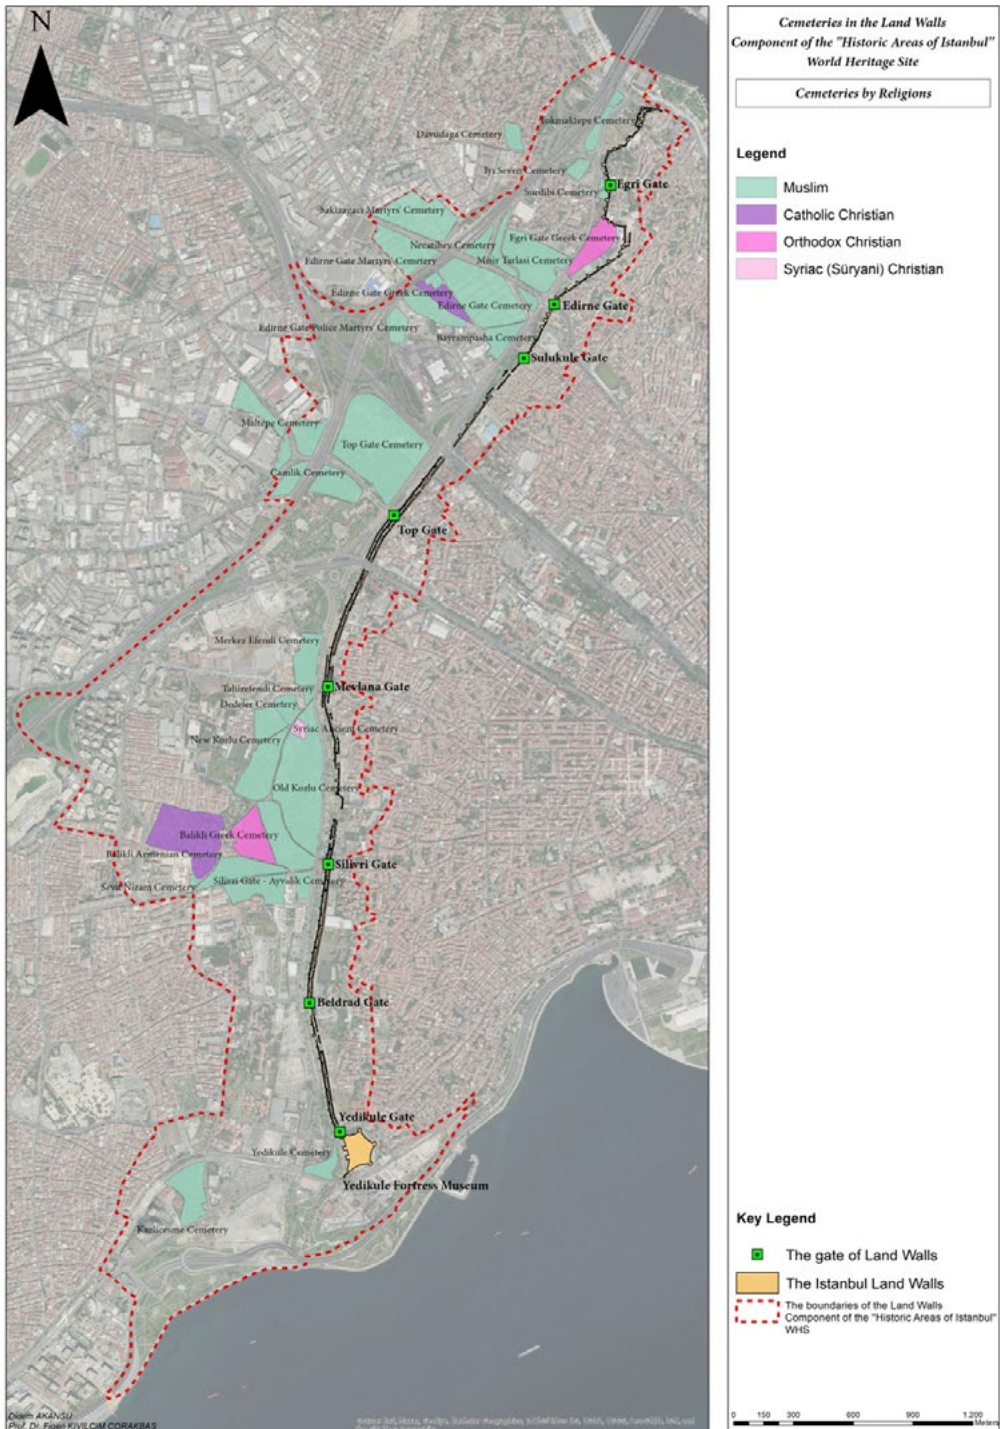 N
Tokmaktepe Cemetery
Davudaga Cemetery
Iyi Seven Cemetery
Egri Gate
Surdibi Cemetery
Sakizagaci Martyrs' Cemetery
Egri Gate Greek Cemetery
Necatibey Cemetery
Edirne Gate Martyrs' Cemetery
Misir Tarlasi Cemetery
Edirne Gate Greek Cemetery
Edirne Gate Cemetery
Edirne Gate
Edirne Gate Police Martyrs' Cemetery
Bayrampasha Cemetery
Sulukule Gate
Maltepe Cemetery
Top Gate Cemetery
Camlik Cemetery
Top Gate
Merkez Efendi Cemetery
Tahirefendi Cemetery
Mevlana Gate
Dedeler Cemetery
Syriac Ancient Cemetery
New Kozlu Cemetery
Old Kozlu Cemetery
Balikli Greek Cemetery
Balikli Armenian Cemetery
Silivri Gate
Seyit Nizam Cemetery
Silivri Gate - Ayvalik Cemetery
Beldrad Gate
Yedikule Gate
Yedikule Cemetery
Yedikule Fortress Museum
Kazlicesme Cemetery
Didem AKANSU
Prof. Dr. Figen KIVILCIM CORAKBAS
Cemeteries in the Land Walls
Component of the "Historic Areas of Istanbul"
World Heritage Site
Cemeteries by Religions
Legend
Muslim
Catholic Christian
Orthodox Christian
Syriac (Süryani) Christian
Key Legend
The gate of Land Walls
The Istanbul Land Walls
The boundaries of the Land Walls
Component of the "Historic Areas of Istanbul"
WHS
0 150 300 600 900 1.200
Meters